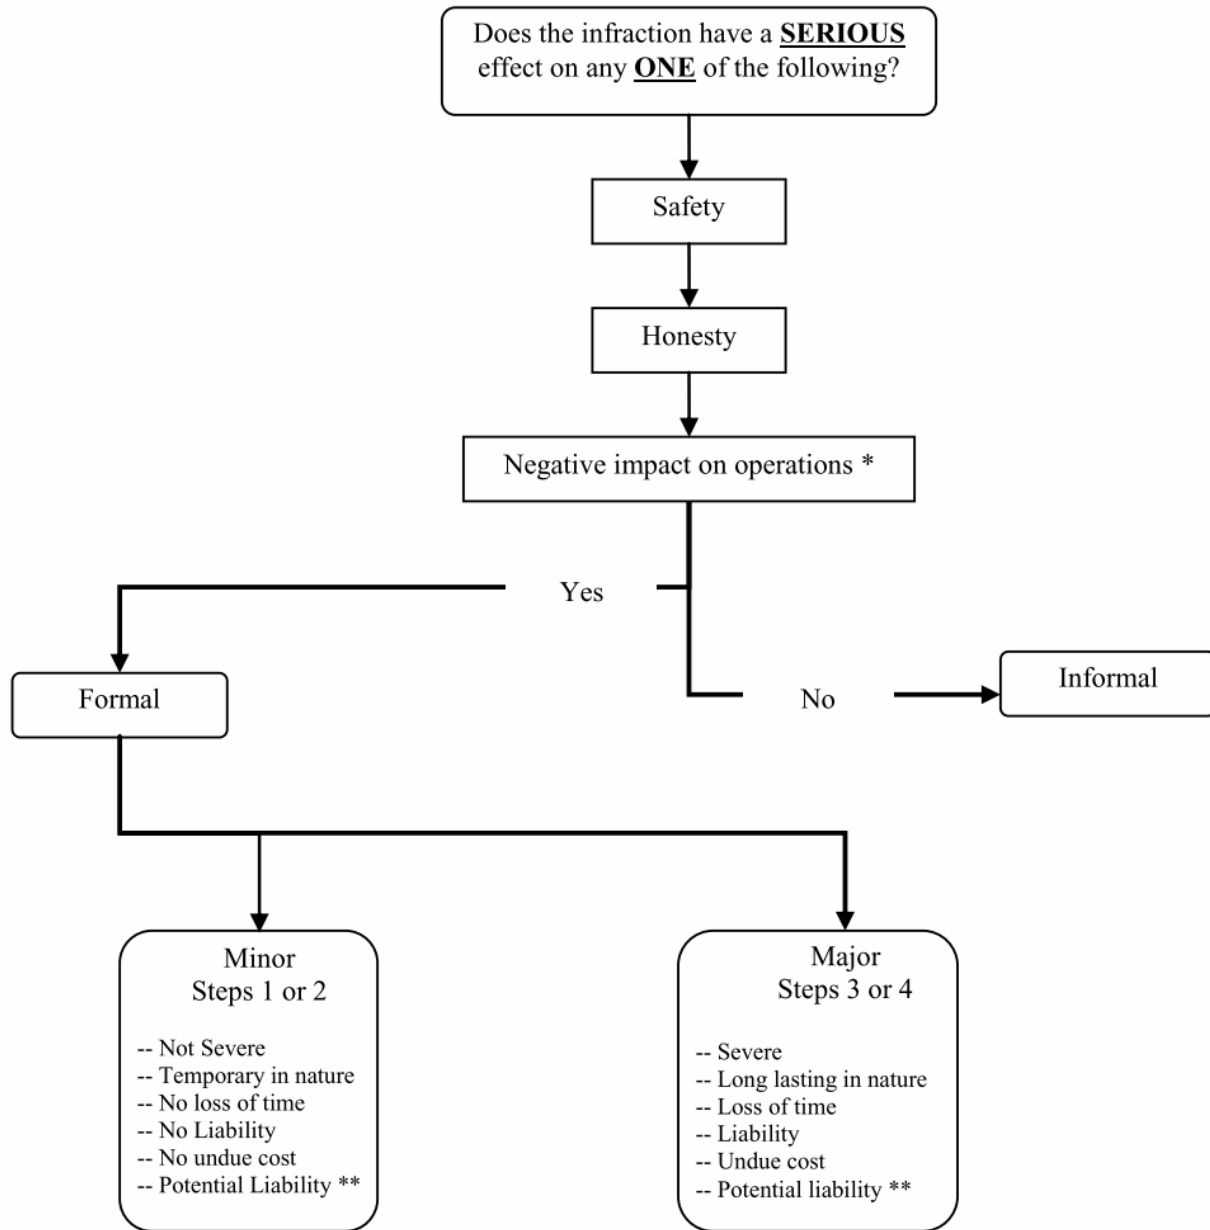 Does the infraction have a SERIOUS
effect on any ONE of the following?
Safety
Honesty
Negative impact on operations *
Yes
Formal
No
Informal
Minor
Steps 1 or 2
-- Not Severe
-- Temporary in nature
-- No loss of time
-- No Liability
-- No undue cost
-- Potential Liability **
Major
Steps 3 or 4
-- Severe
-- Long lasting in nature
-- Loss of time
-- Liability
-- Undue cost
-- Potential liability **